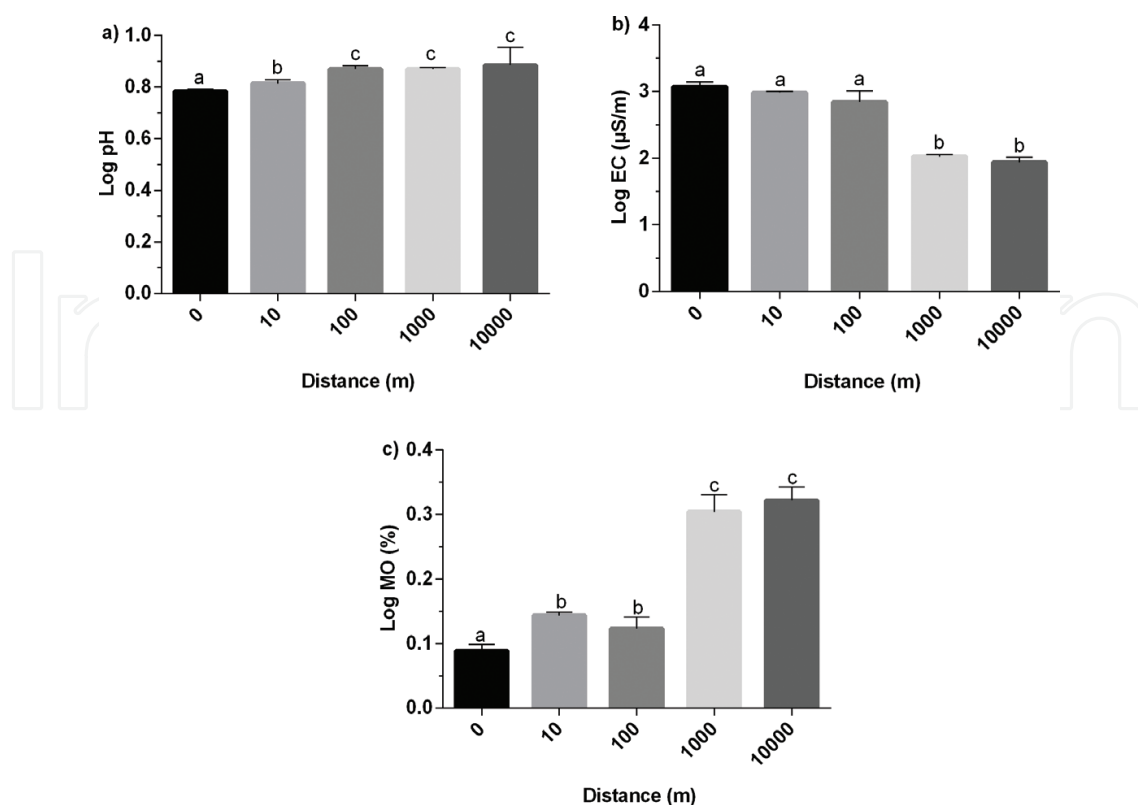 a)
Log pH
1.0
0.8
0.6
0.4
0.2
0.0
a
b
c
c
c
0
10
100
1000
10000
Distance (m)
b)
Log EC (µS/m)
4
3
2
1
0
a
a
a
b
b
0
10
100
1000
10000
Distance (m)
c)
Log MO (%)
0.4
0.3
0.2
0.1
0.0
a
b
b
c
c
0
10
100
1000
10000
Distance (m)